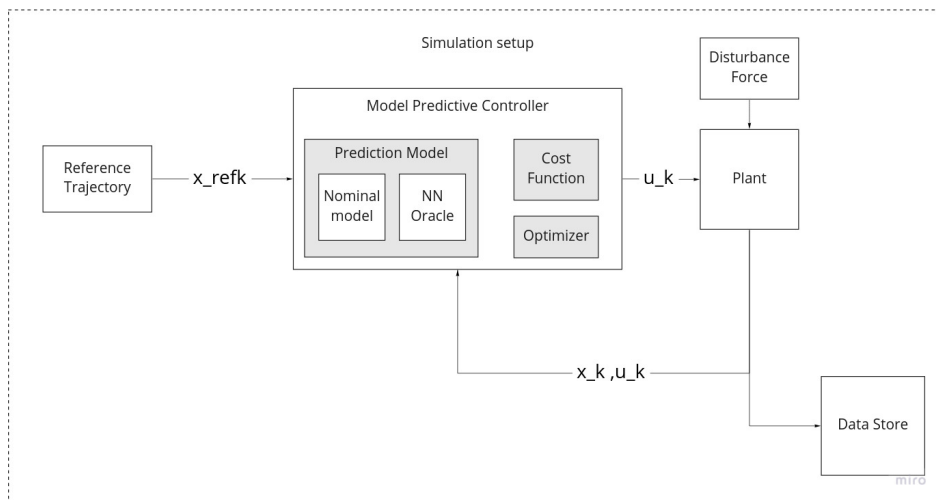 Simulation setup
Disturbance
Force
Model Predictive Controller
Reference
Trajectory
x_refk
Prediction Model
Nominal
model
NN
Oracle
Cost
Function
Optimizer
u_k
Plant
x_k ,u_k
Data Store
miro